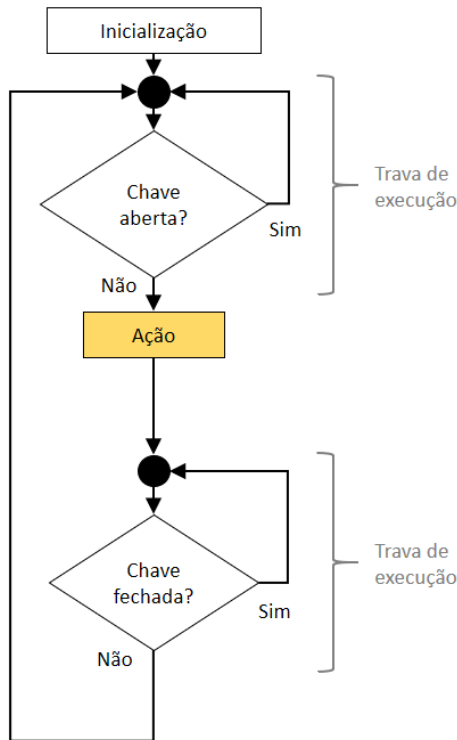 Inicialização
Chave
aberta?
Sim
Trava de
execução
Não
Ação
Chave
fechada?
Sim
Trava de
execução
Não